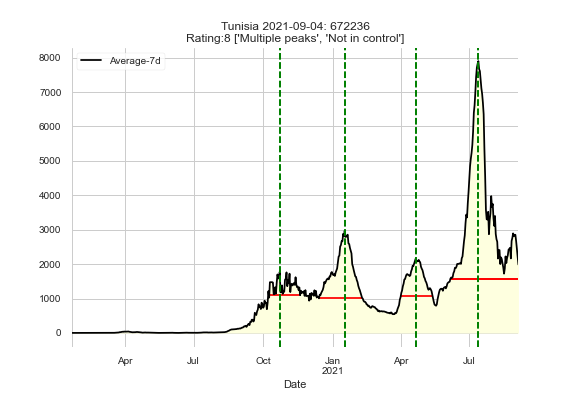 Tunisia 2021-09-04: 672236
Rating:8 ['Multiple peaks', 'Not in control']
Average-7d
8000
7000
6000
5000
4000
3000
2000
1000
0
Apr
Jul
Oct
Jan
2021
Apr
Jul
Date